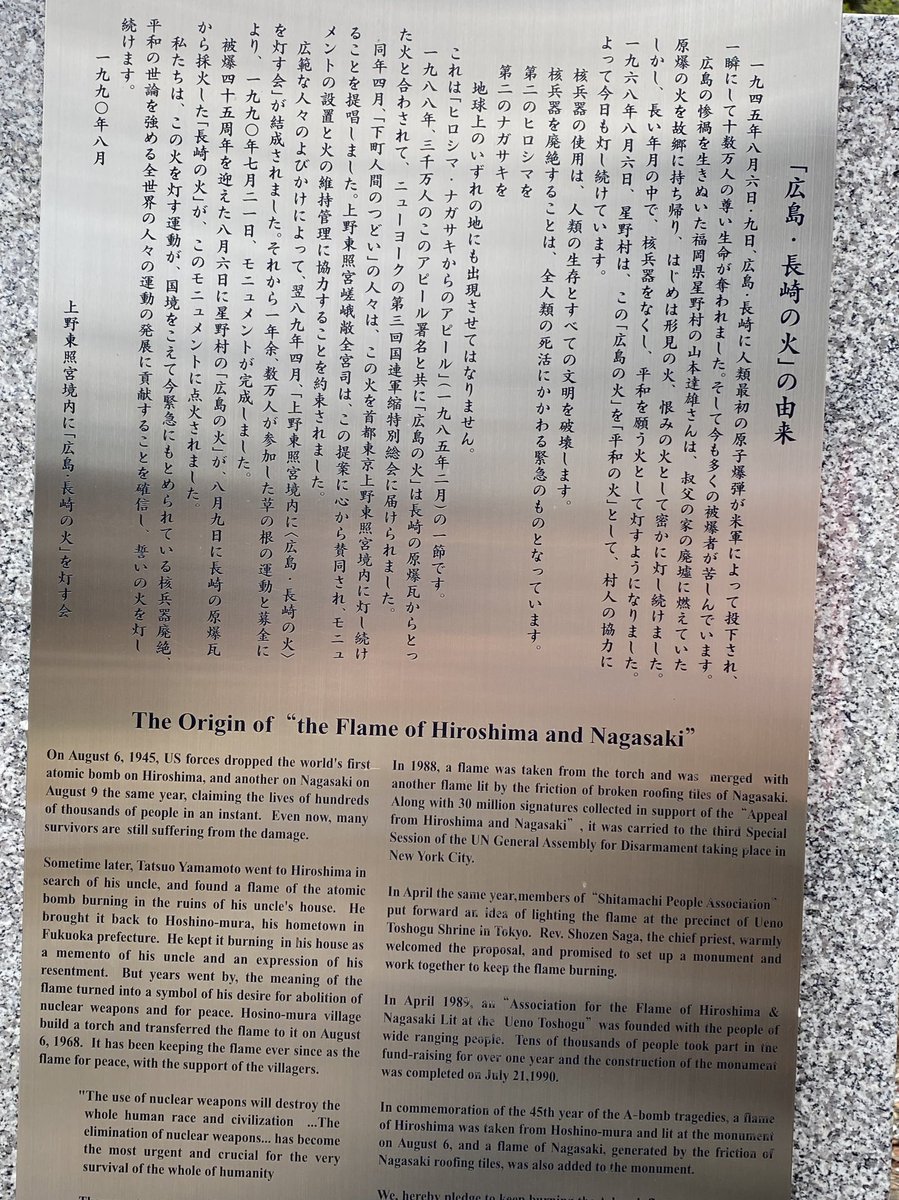 「広島・長崎の火」の由来
一九四五年八月六日・九日、広島・長崎に人類最初の原子爆弾が米軍によって投下され、
一瞬にして十数万人の尊い生命が奪われました。そして今も多くの被爆者が苦しんでいます。
広島の惨禍を生きぬいた福岡県星野村の山本達雄さんは、叔父の家の廃墟に燃えていた
原爆の火を故郷に持ち帰り、はじめは形見の火、恨みの火として密かに灯し続けました。
しかし、長い年月の中で、核兵器をなくし、平和を願う火として灯すようになりました。
一九六八年八月六日、星野村は、この「広島の火」を「平和の火」として、村人の協力に
よって今日も灯し続けています。
核兵器の使用は、人類の生存とすべての文明を破壊します。
核兵器を廃絶することは、全人類の死活にかかわる緊急のものとなっています。
第二のヒロシマを
第二のナガサキを
地球上のいずれの地にも出現させてはなりません。
これは「ヒロシマ・ナガサキからのアピール」(一九八五年二月)の一節です。
一九八八年、三千万人のこのアピール署名と共に「広島の火」は長崎の原爆瓦からとっ
た火と合わされて、ニューヨークの第三回国連軍縮特別総会に届けられました。
同年四月、「下町人間のつどい」の人々は、この火を首都東京上野東照宮境内に灯し続け
ることを提唱しました。上野東照宮嵯峨敞全宮司は、この提案に心から賛同され、モニュ
メントの設置と火の維持管理に協力することを約束されました。
広範な人々のよびかけによって、翌八九年四月、「上野東照宮境内に〈広島・長崎の火〉
を灯す会」が結成されました。それから一年余、数万人が参加した草の根の運動と募金に
より、一九九〇年七月二一日、モニュメントが完成しました。
被爆四十五周年を迎えた八月六日に星野村の「広島の火」が、八月九日に長崎の原爆瓦
から採火した「長崎の火」が、このモニュメントに点火されました。
私たちは、この火を灯す運動が、国境をこえて今緊急にもとめられている核兵器廃絶、
平和の世論を強める全世界の人々の運動の発展に貢献することを確信し、誓いの火を灯し
続けます。
一九九〇年八月
上野東照宮境内に「広島・長崎の火」を灯す会
The Origin of “the Flame of Hiroshima and Nagasaki”
On August 6, 1945, US forces dropped the world's first
atomic bomb on Hiroshima, and another on Nagasaki on
August 9 the same year, claiming the lives of hundreds
of thousands of people in an instant. Even now, many
survivors are still suffering from the damage.
Sometime later, Tatsuo Yamamoto went to Hiroshima in
search of his uncle, and found a flame of the atomic
bomb burning in the ruins of his uncle's house. He
brought it back to Hoshino-mura, his hometown in
Fukuoka prefecture. He kept it burning in his house as
a memento of his uncle and an expression of his
resentment. But years went by, the meaning of the
flame turned into a symbol of his desire for abolition of
nuclear weapons and for peace. Hosino-mura village
build a torch and transferred the flame to it on August
6, 1968. It has been keeping the flame ever since as the
flame for peace, with the support of the villagers.
"The use of nuclear weapons will destroy the
whole human race and civilization ...The
elimination of nuclear weapons... has become
the most urgent and crucial for the very
survival of the whole of humanity
In 1988, a flame was taken from the torch and was merged with
another flame lit by the friction of broken roofing tiles of Nagasaki.
Along with 30 million signatures collected in support of the “Appeal
from Hiroshima and Nagasaki”, it was carried to the third Special
Session of the UN General Assembly for Disarmament taking place in
New York City.
In April the same year,members of “Shitamachi People Association”
put forward an idea of lighting the flame at the precinct of Ueno
Toshogu Shrine in Tokyo. Rev. Shozen Saga, the chief priest, warmly
welcomed the proposal, and promised to set up a monument and
work together to keep the flame burning.
In April 1989, an “Association for the Flame of Hiroshima &
Nagasaki Lit at the Ueno Toshogu” was founded with the people of
wide ranging people. Tens of thousands of people took part in the
fund-raising for over one year and the construction of the monument
was completed on July 21,1990.
In commemoration of the 45th year of the A-bomb tragedies, a flame
of Hiroshima was taken from Hoshino-mura and lit at the monument
on August 6, and a flame of Nagasaki, generated by the friction of
Nagasaki roofing tiles, was also added to the monument.
We, hereby pledge to keep burning the